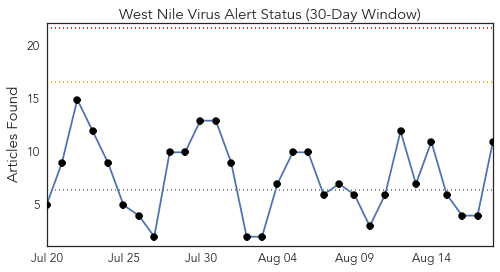 West Nile Virus Alert Status (30-Day Window)
Articles Found
20
15
10
5
Jul 20 Jul 25 Jul 30 Aug 04 Aug 09 Aug 14